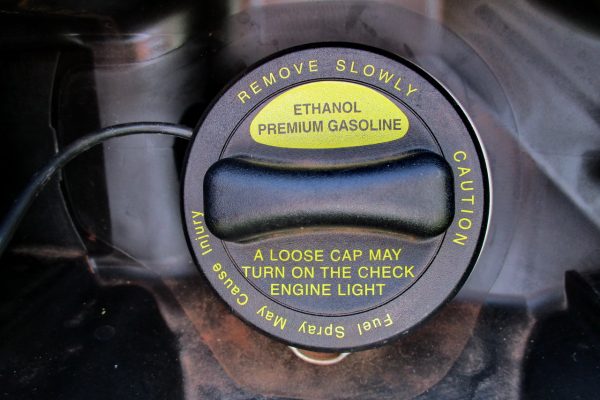 REMOVE SLOWLY
ETHANOL
PREMIUM GASOLINE
CAUTION
A LOOSE CAP MAY
TURN ON THE CHECK
ENGINE LIGHT
Fuel Spray May Cause Injury